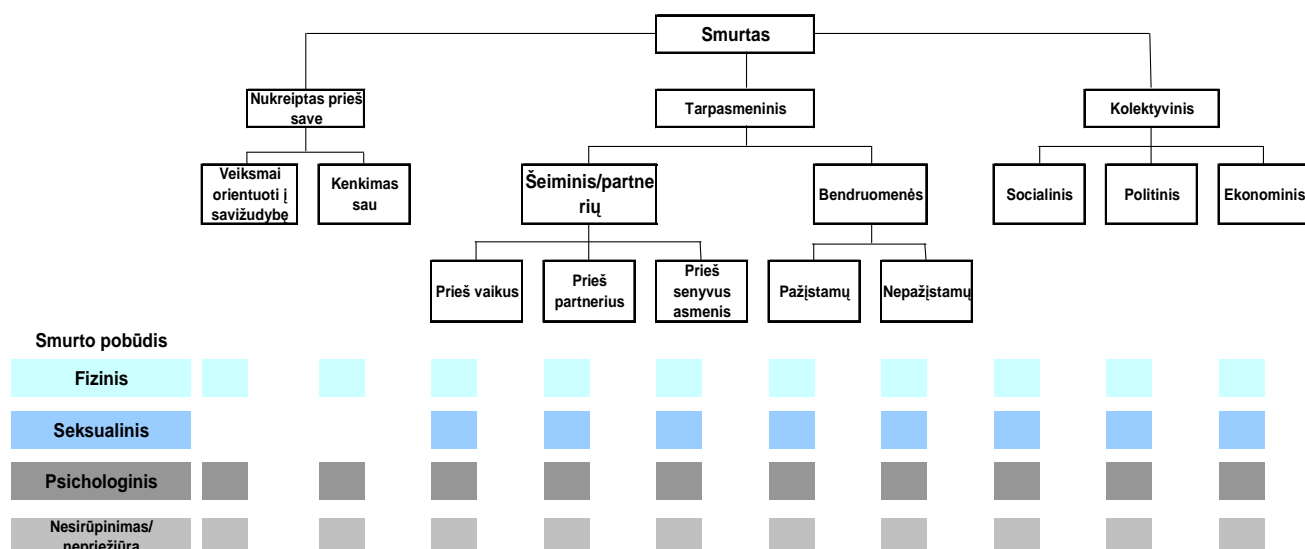 Smurtas
Nukreiptas prieš
save
Tarpasmeninis
Kolektyvinis
Veiksmai
orientuoti į
savižudybę
Kenkimas
sau
Šeiminis/partne
rių
Bendruomenės
Socialinis
Politinis
Ekonominis
Prieš vaikus
Prieš
partnerius
Prieš
senyvus
asmenis
Pažįstamų
Nepažįstamų
Smurto pobūdis
Fizinis
Seksualinis
Psichologinis
Nesirūpinimas/
nepriežiūra